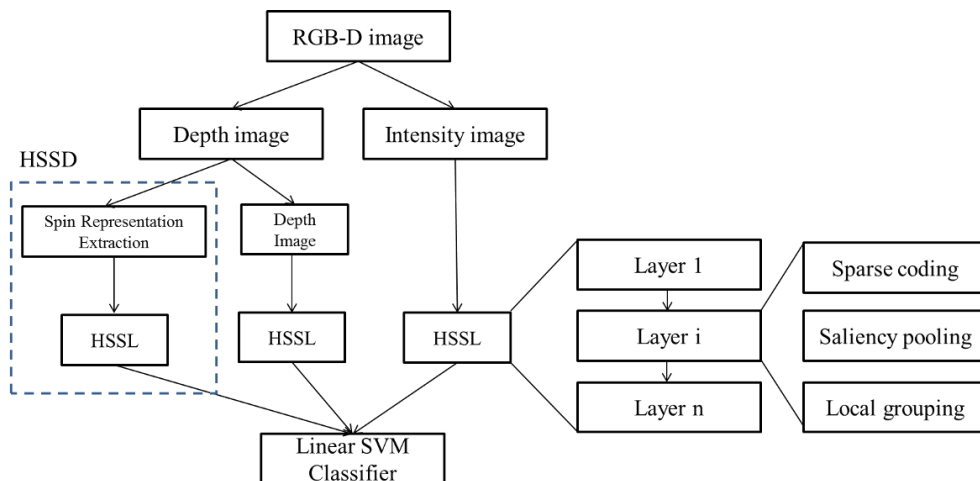 RGB-D image
Depth image
Intensity image
HSSD
Spin Representation
Extraction
Depth
Image
Layer 1
Sparse coding
HSSL
HSSL
HSSL
Layer i
Saliency pooling
Layer n
Local grouping
Linear SVM
Classifier